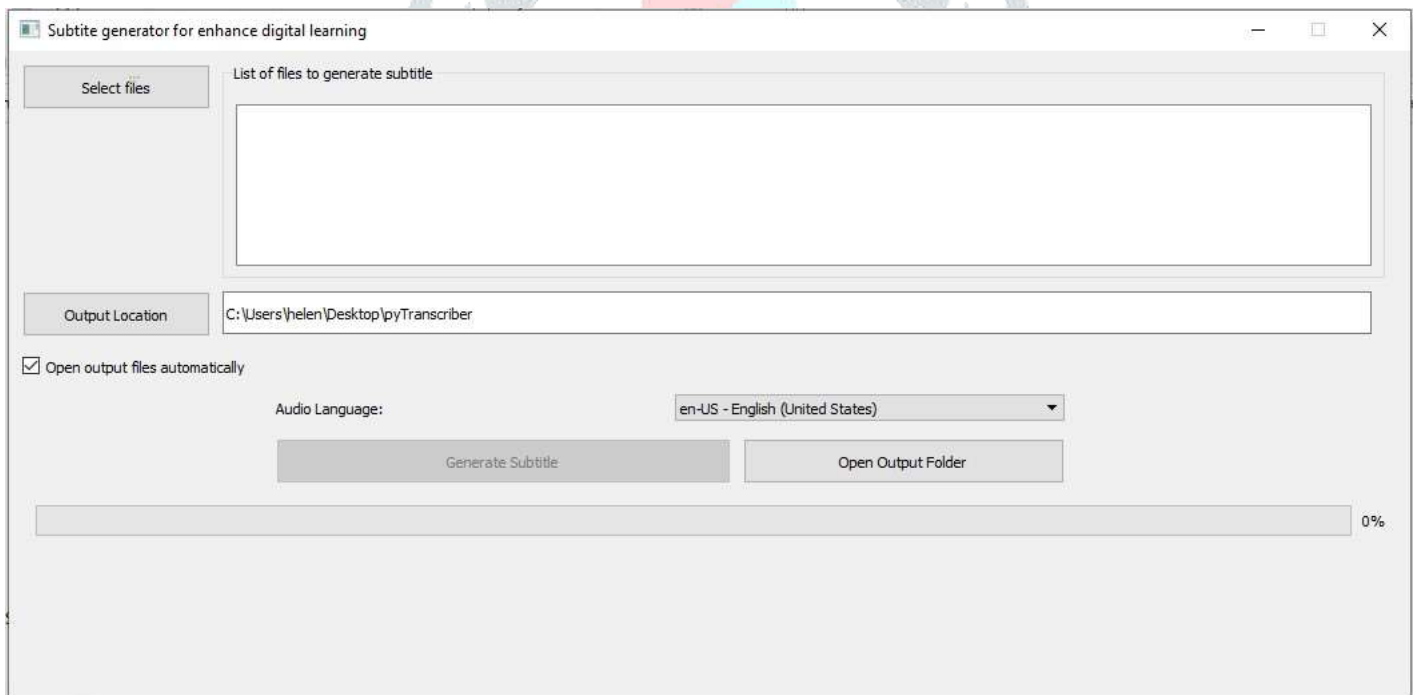 Subtite generator for enhance digital learning
Select files
List of files to generate subtitle
Output Location
C:\Users\helen\Desktop\pyTranscriber
Open output files automatically
Audio Language:
en-US - English (United States)
Generate Subtitle
Open Output Folder
0%